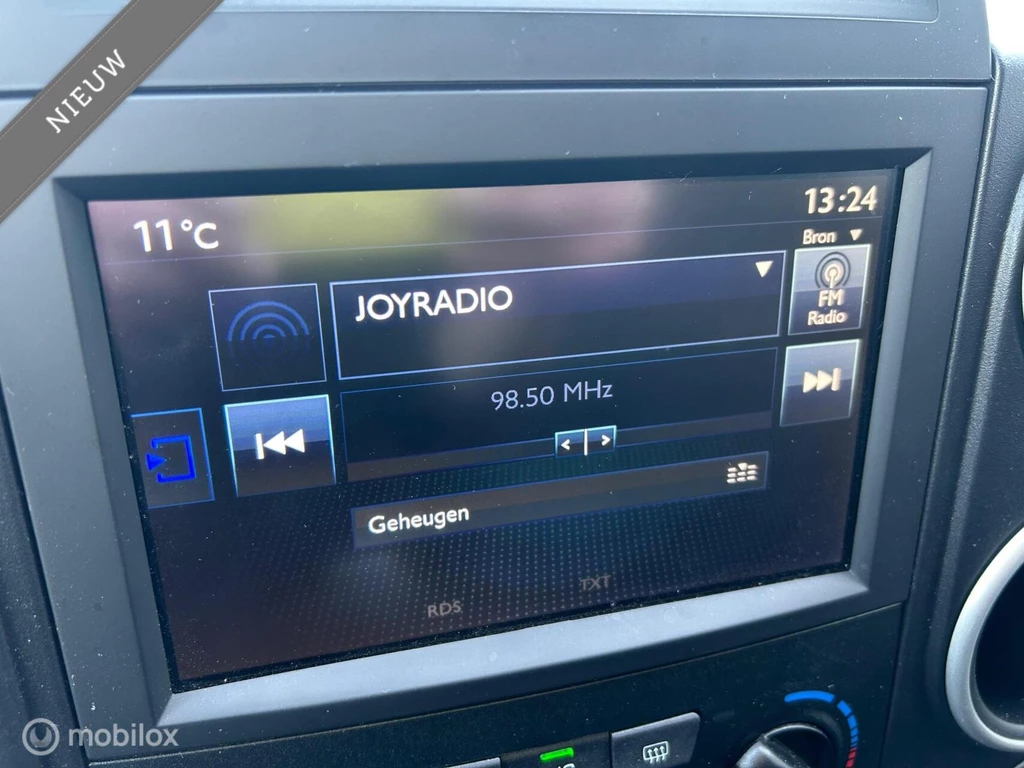 NIEUW
11°C
13:24
Bron
JOYRADIO
FM
Radio
98.50 MHz
Geheugen
RDS
TXT
mobilox